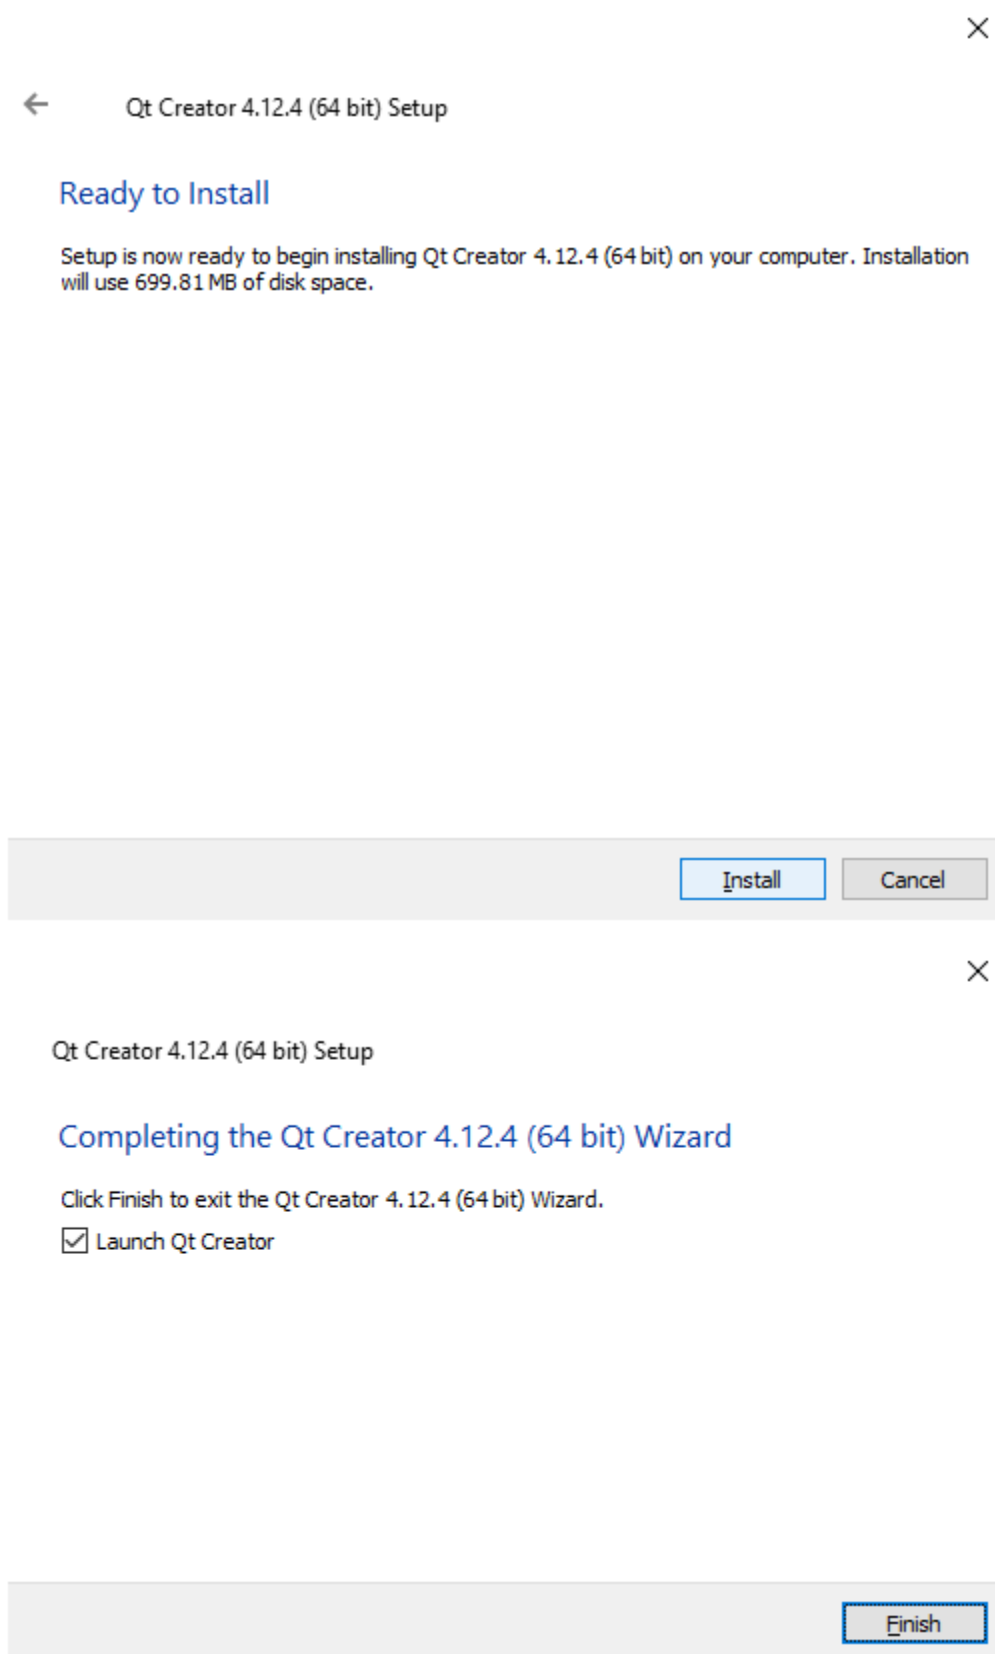 Qt Creator 4.12.4 (64 bit) Setup
Ready to Install
Setup is now ready to begin installing Qt Creator 4.12.4 (64 bit) on your computer. Installation
will use 699.81 MB of disk space.
Install Cancel
Qt Creator 4.12.4 (64 bit) Setup
Completing the Qt Creator 4.12.4 (64 bit) Wizard
Click Finish to exit the Qt Creator 4.12.4 (64 bit) Wizard.
Launch Qt Creator
Finish